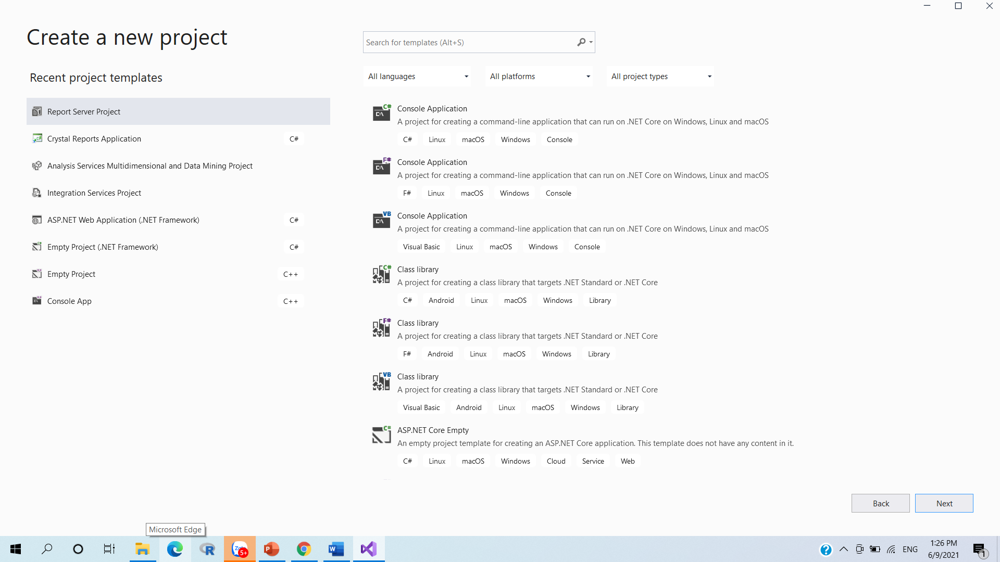 Create a new project
Search for templates (Alt+S)
Recent project templates
All languages
All platforms
All project types
Report Server Project
Crystal Reports Application C#
Analysis Services Multidimensional and Data Mining Project
Integration Services Project
ASP.NET Web Application (.NET Framework) C#
Empty Project (.NET Framework) C#
Empty Project C++
Console App C++
Console Application
A project for creating a command-line application that can run on .NET Core on Windows, Linux and macOS
C# Linux macOS Windows Console
Console Application
A project for creating a command-line application that can run on .NET Core on Windows, Linux and macOS
F# Linux macOS Windows Console
Console Application
A project for creating a command-line application that can run on .NET Core on Windows, Linux and macOS
Visual Basic Linux macOS Windows Console
Class library
A project for creating a class library that targets .NET Standard or .NET Core
C# Android Linux macOS Windows Library
Class library
A project for creating a class library that targets .NET Standard or .NET Core
F# Android Linux macOS Windows Library
Class library
A project for creating a class library that targets .NET Standard or .NET Core
Visual Basic Android Linux macOS Windows Library
ASP.NET Core Empty
An empty project template for creating an ASP.NET Core application. This template does not have any content in it.
C# Linux macOS Windows Cloud Service Web
Back
Next
Microsoft Edge
5+
ENG
1:26 PM
6/9/2021
1